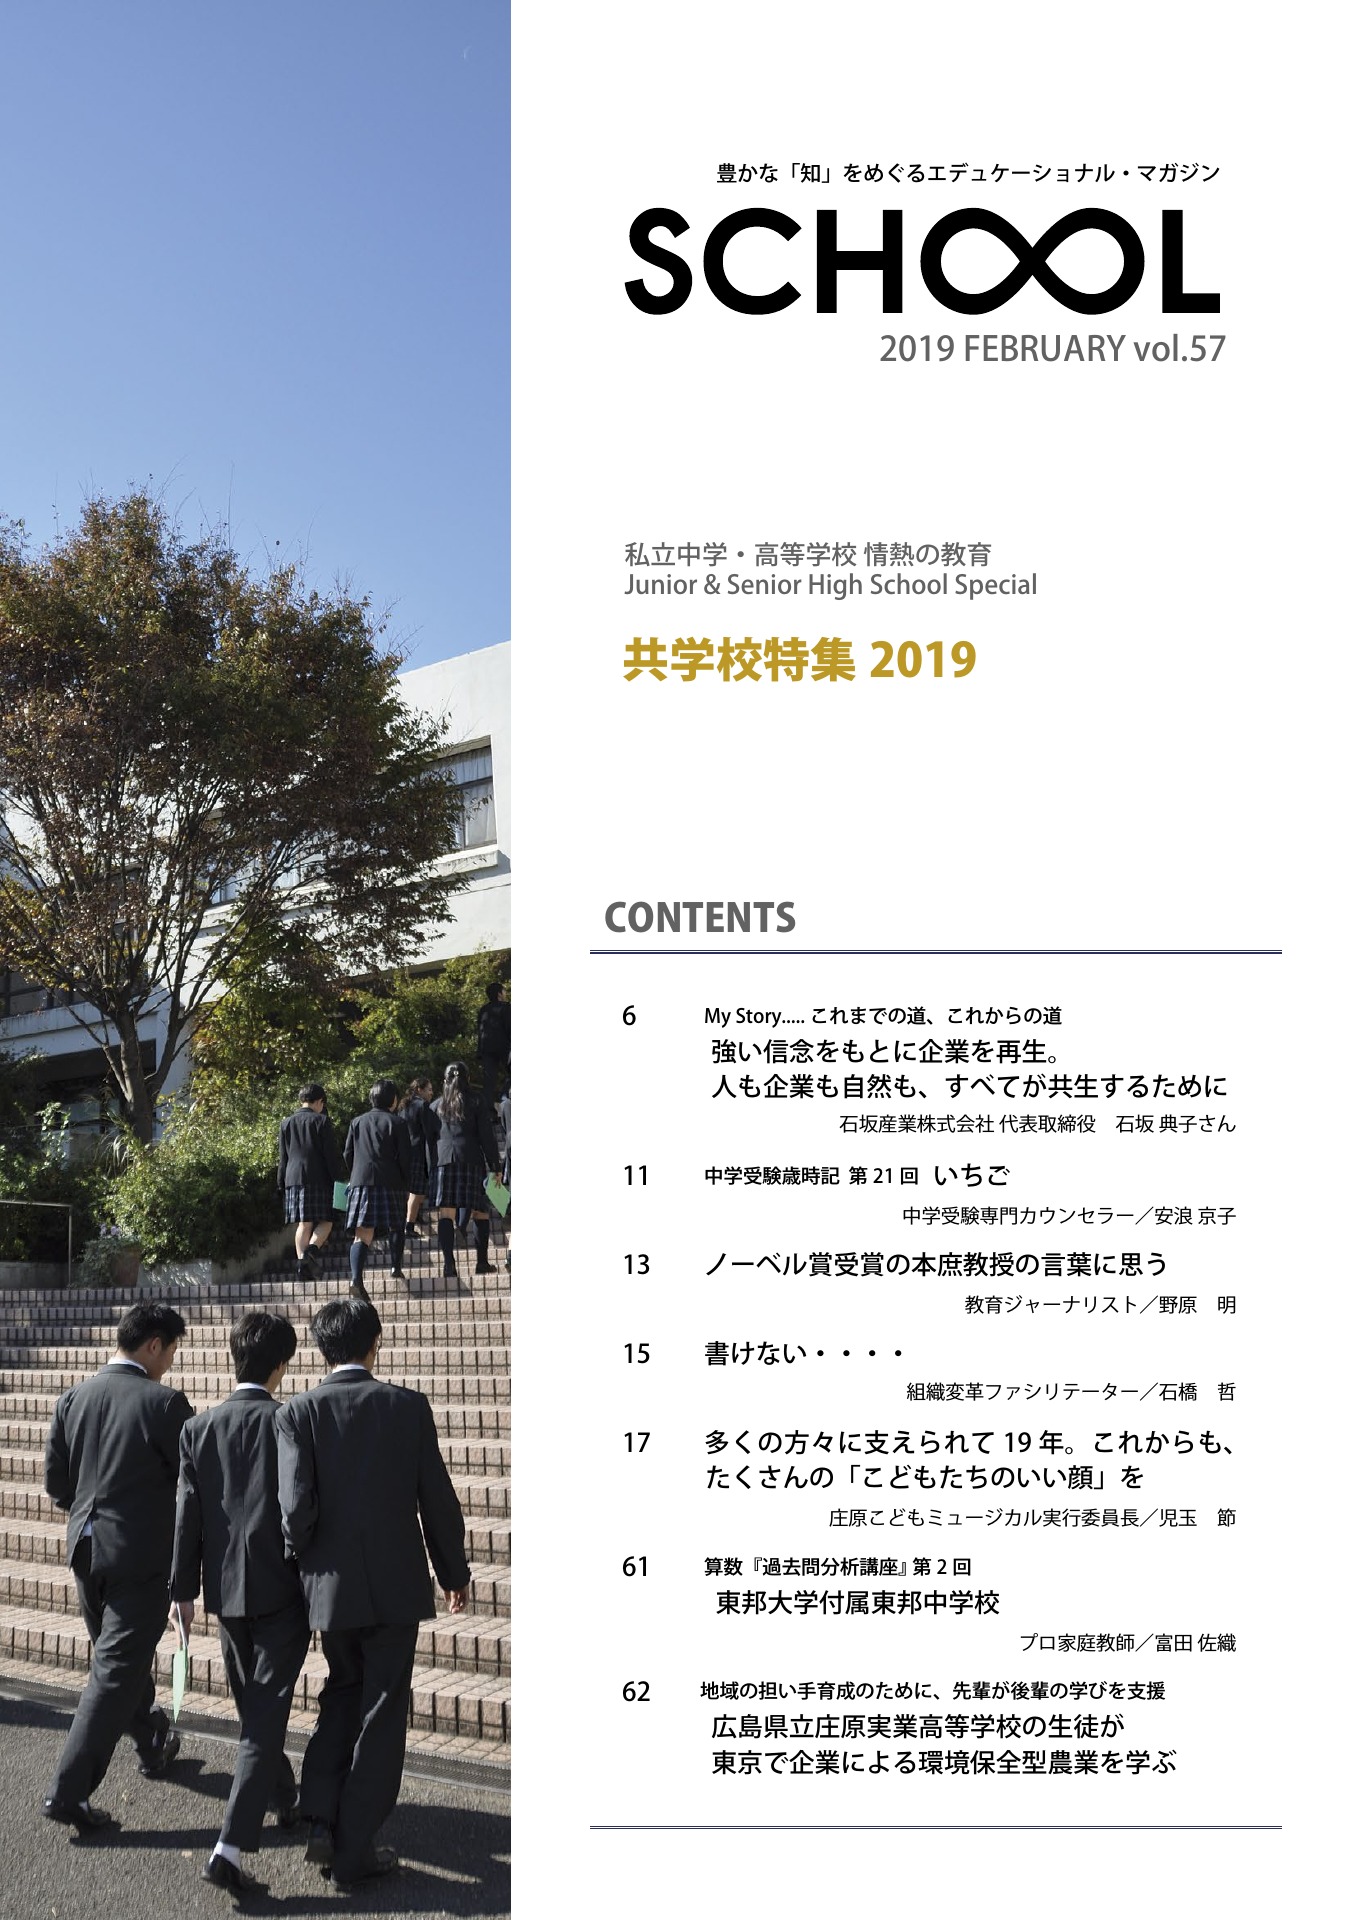 豊かな「知」をめぐるエデュケーショナル・マガジン
SCHOOL
2019 FEBRUARY vol.57
私立中学・高等学校 情熱の教育
Junior & Senior High School Special
共学校特集 2019
CONTENTS
6 My Story..... これまでの道、これからの道
強い信念をもとに企業を再生。
人も企業も自然も、すべてが共生するために
石坂産業株式会社 代表取締役　石坂 典子さん
11 中学受験歳時記 第 21 回 いちご
中学受験専門カウンセラー／安浪 京子
13 ノーベル賞受賞の本庶教授の言葉に思う
教育ジャーナリスト／野原　明
15 書けない・・・・
組織変革ファシリテーター／石橋　哲
17 多くの方々に支えられて 19 年。これからも、
たくさんの「こどもたちのいい顔」を
庄原こどもミュージカル実行委員長／児玉　節
61 算数『過去問分析講座』第 2 回
東邦大学付属東邦中学校
プロ家庭教師／富田 佐織
62 地域の担い手育成のために、先輩が後輩の学びを支援
広島県立庄原実業高等学校の生徒が
東京で企業による環境保全型農業を学ぶ